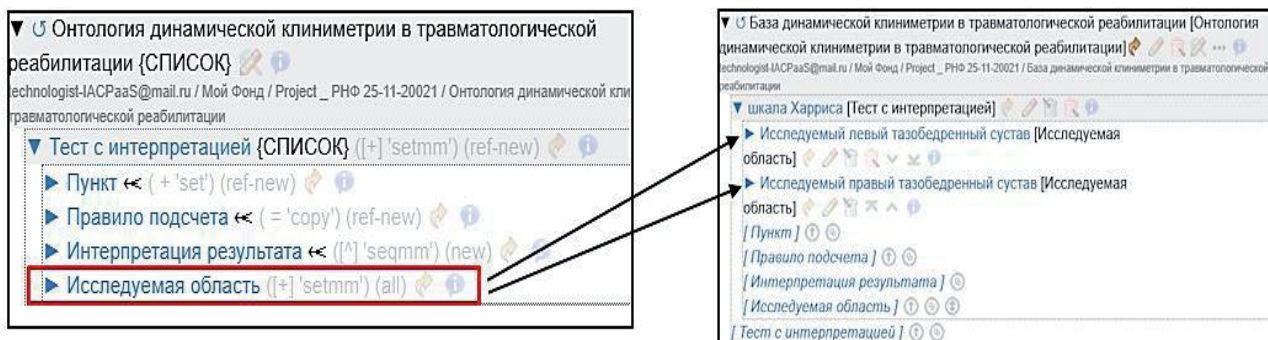 ▼ ↺ Онтология динамической клиниметрии в травматологической
реабилитации {СПИСОК}
technologist-IACPaaS@mail.ru / Мой Фонд / Project _ РНФ 25-11-20021 / Онтология динамической кли
травматологической реабилитации
▼ Тест с интерпретацией {СПИСОК} ([+] 'setmm') (ref-new)
▶ Пункт ⋲ ( + 'set') (ref-new)
▶ Правило подсчета ⋲ ( = 'copy') (ref-new)
▶ Интерпретация результата ⋲ ([^] 'seqmm') (new)
▶ Исследуемая область ([+] 'setmm') (all)
▼ ↺ База динамической клиниметрии в травматологической реабилитации [Онтология
динамической клиниметрии в травматологической реабилитации]
technologist-IACPaaS@mail.ru / Мой Фонд / Project _ РНФ 25-11-20021 / База динамической клиниметрии в травматологической
реабилитации
▼ шкала Харриса [Тест с интерпретацией]
▶ Исследуемый левый тазобедренный сустав [Исследуемая
область]
▶ Исследуемый правый тазобедренный сустав [Исследуемая
область]
[ Пункт ]
[ Правило подсчета ]
[ Интерпретация результата ]
[ Исследуемая область ]
[ Тест с интерпретацией ]